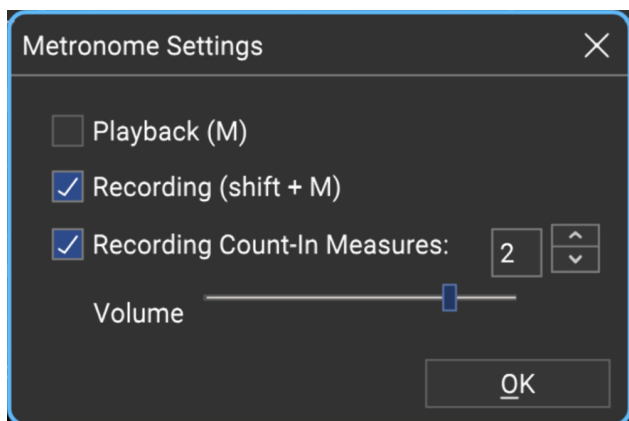 Metronome Settings
Playback (M)
Recording (shift + M)
Recording Count-In Measures: 2
Volume
OK